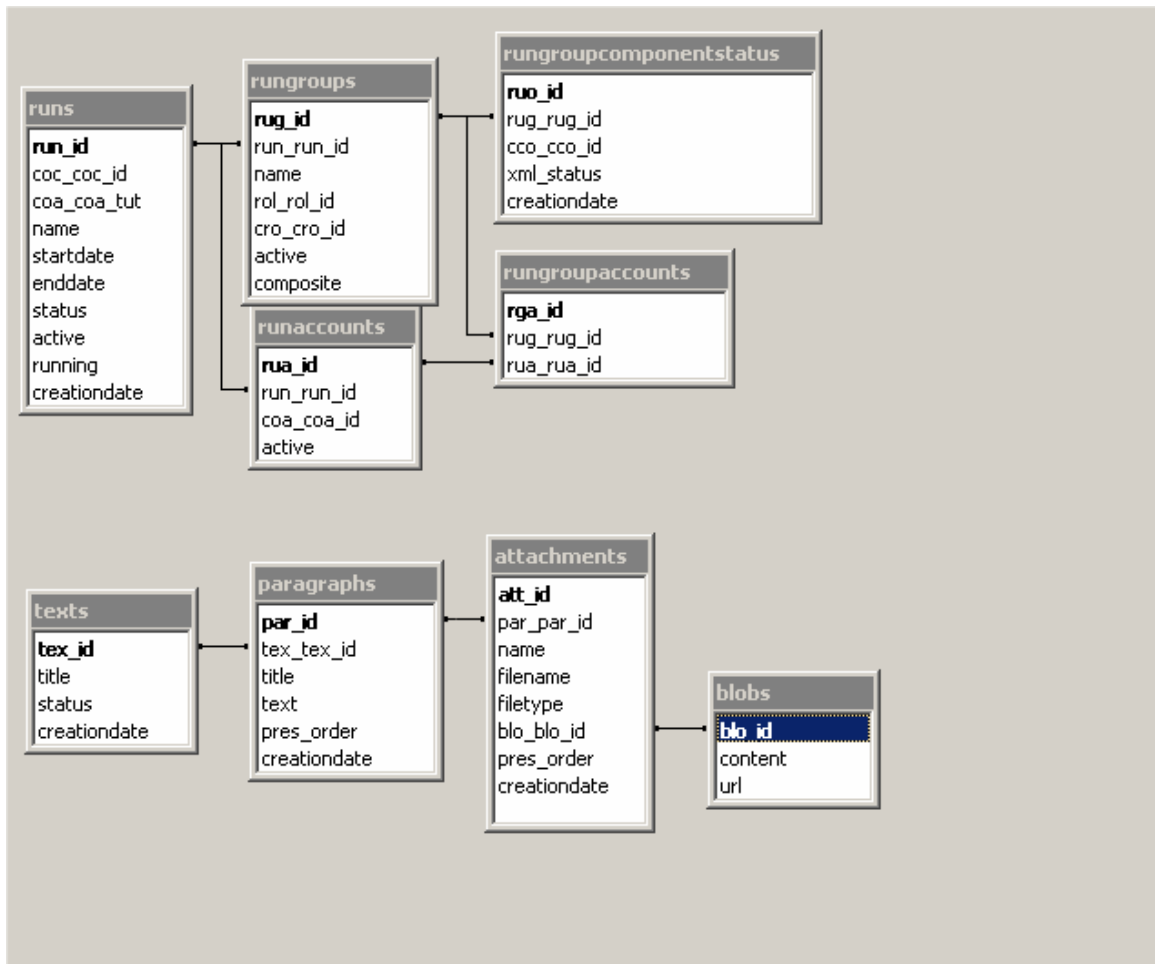 runs
run_id
coc_coc_id
coa_coa_tut
name
startdate
enddate
status
active
running
creationdate
rungroups
rug_id
run_run_id
name
rol_rol_id
cro_cro_id
active
composite
runaccounts
rua_id
run_run_id
coa_coa_id
active
rungroupcomponentstatus
ruo_id
rug_rug_id
cco_cco_id
xml_status
creationdate
rungroupaccounts
rga_id
rug_rug_id
rua_rua_id
texts
tex_id
title
status
creationdate
paragraphs
par_id
tex_tex_id
title
text
pres_order
creationdate
attachments
att_id
par_par_id
name
filename
filetype
blo_blo_id
pres_order
creationdate
blobs
blo_id
content
url